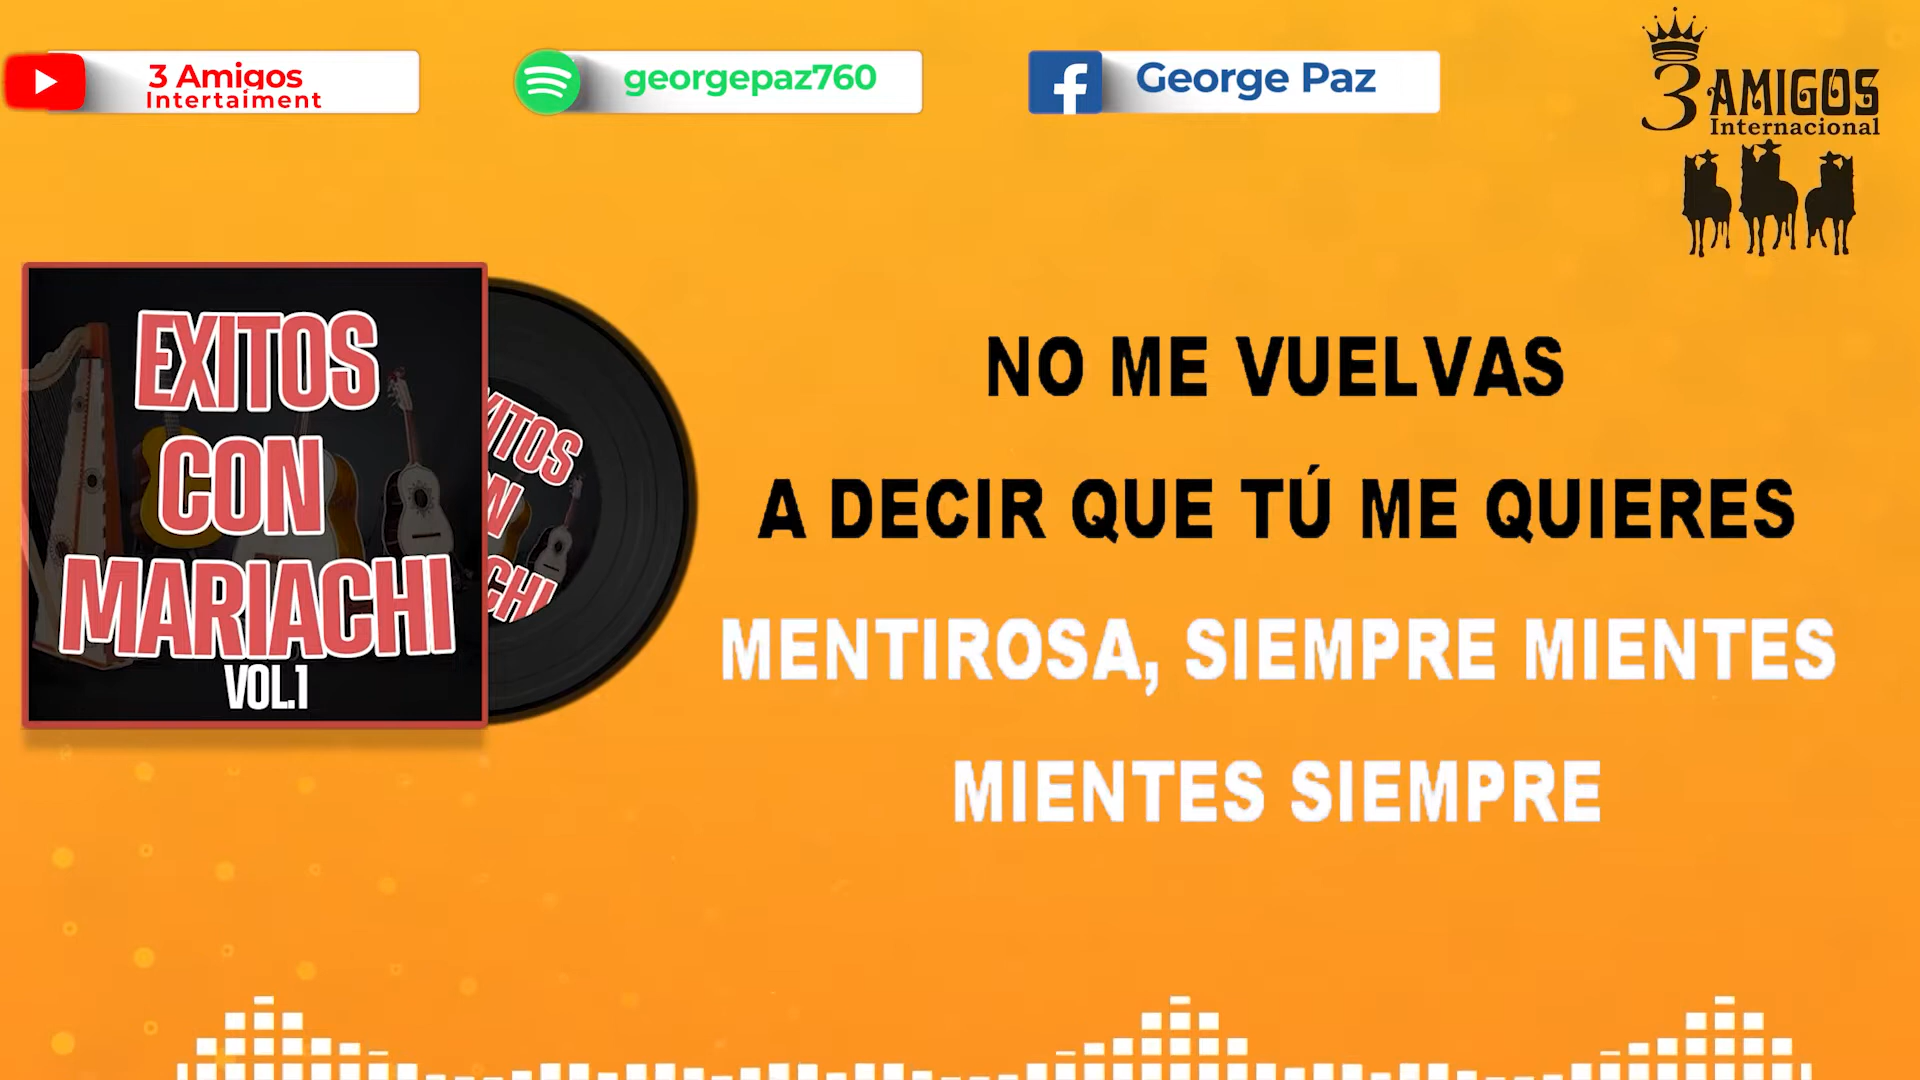 3 Amigos
Intertaiment
georgepaz760
George Paz
3 AMIGOS
Internacional
EXITOS
CON
MARIACHI
VOL.1
NO ME VUELVAS
A DECIR QUE TÚ ME QUIERES
MENTIROSA, SIEMPRE MIENTES
MIENTES SIEMPRE